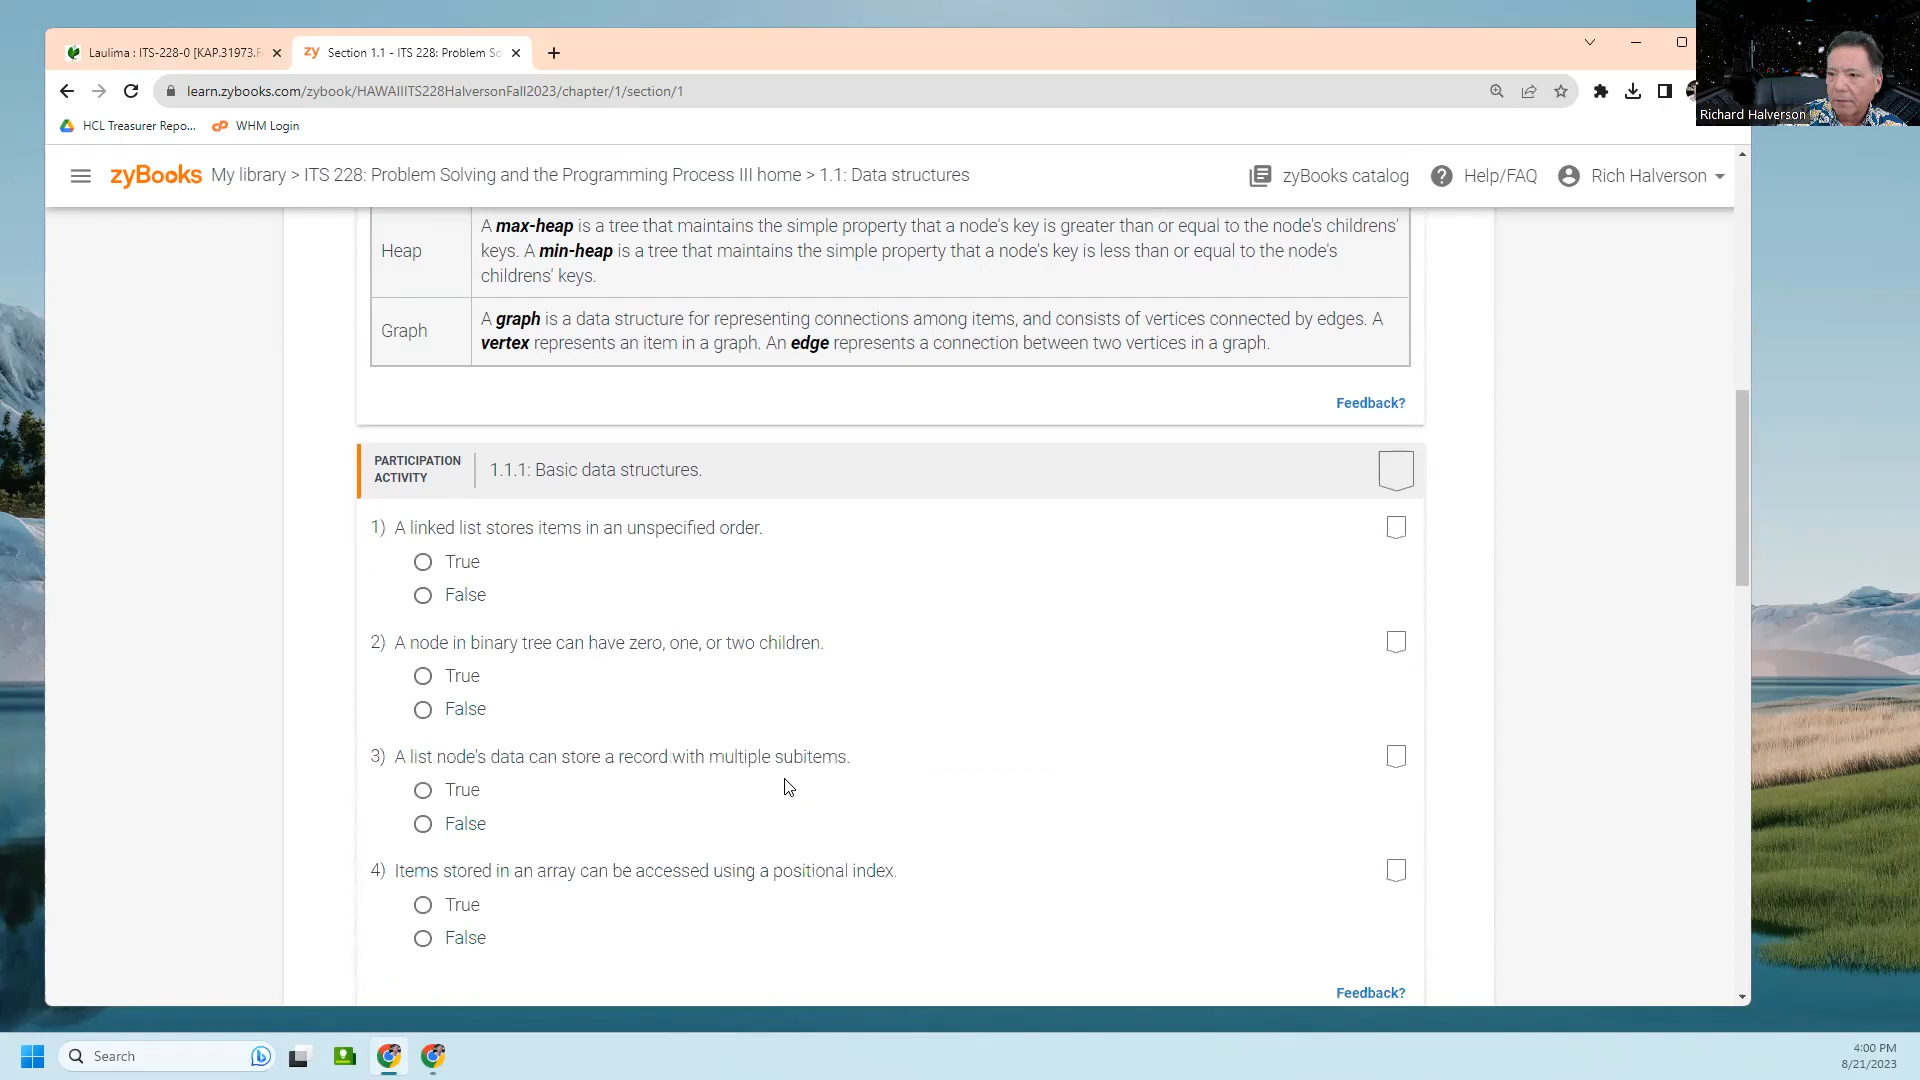 Laulima : ITS-228-0 [KAP.31973.F
zy Section 1.1 - ITS 228: Problem So
learn.zybooks.com/zybook/HAWAIIITS228HalversonFall2023/chapter/1/section/1
Richard Halverson
HCL Treasurer Repo...
WHM Login
zyBooks My library > ITS 228: Problem Solving and the Programming Process III home > 1.1: Data structures
zyBooks catalog
Help/FAQ
Rich Halverson
Heap
A max-heap is a tree that maintains the simple property that a node's key is greater than or equal to the node's childrens'
keys. A min-heap is a tree that maintains the simple property that a node's key is less than or equal to the node's
childrens' keys.
Graph
A graph is a data structure for representing connections among items, and consists of vertices connected by edges. A
vertex represents an item in a graph. An edge represents a connection between two vertices in a graph.
Feedback?
PARTICIPATION
ACTIVITY
1.1.1: Basic data structures.
1) A linked list stores items in an unspecified order.
True
False
2) A node in binary tree can have zero, one, or two children.
True
False
3) A list node's data can store a record with multiple subitems.
True
False
4) Items stored in an array can be accessed using a positional index.
True
False
Feedback?
Search
4:00 PM
8/21/2023